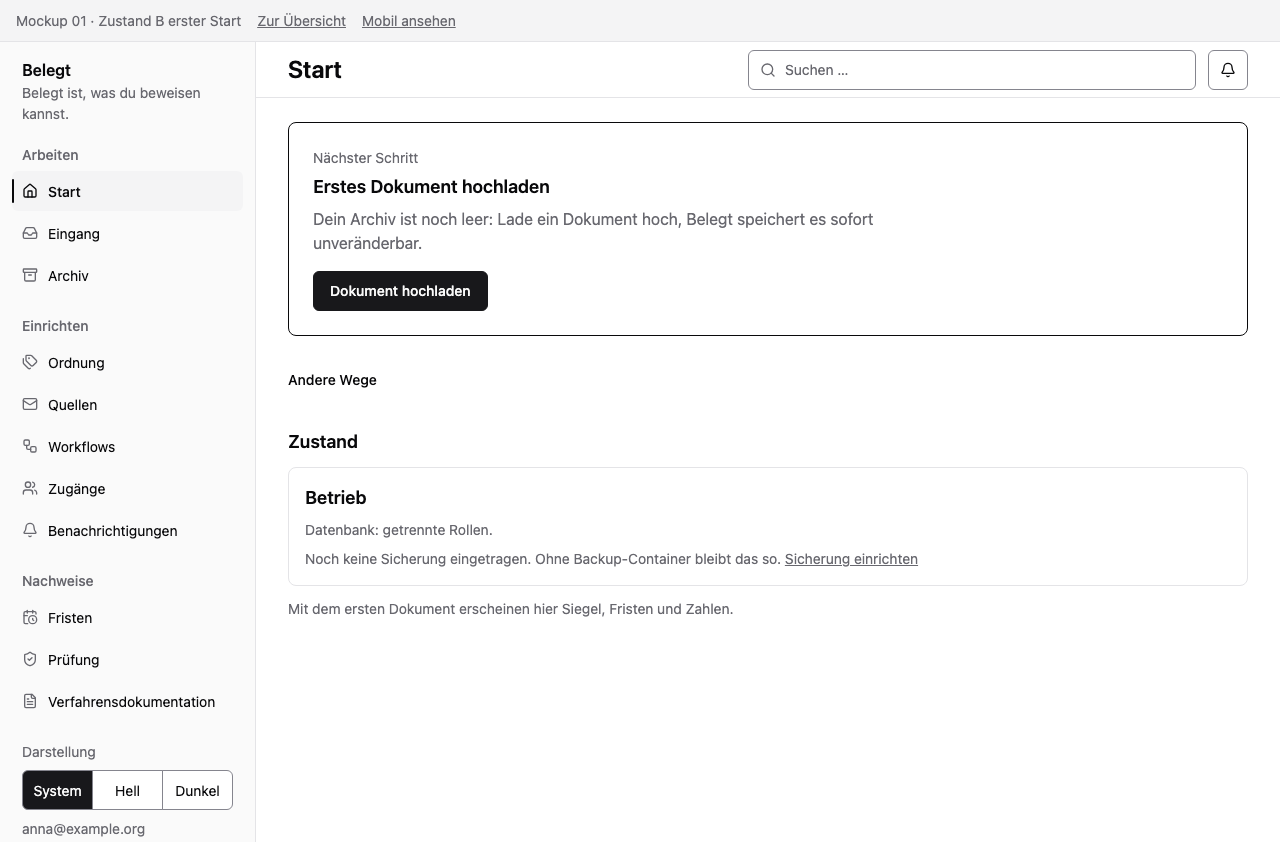 Mockup 01 · Zustand B erster Start Zur Übersicht Mobil ansehen
Belegt
Belegt ist, was du beweisen
kannst.
Arbeiten
Start
Eingang
Archiv
Einrichten
Ordnung
Quellen
Workflows
Zugänge
Benachrichtigungen
Nachweise
Fristen
Prüfung
Verfahrensdokumentation
Darstellung
System Hell Dunkel
anna@example.org
Start
Suchen …
Nächster Schritt
Erstes Dokument hochladen
Dein Archiv ist noch leer: Lade ein Dokument hoch, Belegt speichert es sofort
unveränderbar.
Dokument hochladen
Andere Wege
Zustand
Betrieb
Datenbank: getrennte Rollen.
Noch keine Sicherung eingetragen. Ohne Backup-Container bleibt das so. Sicherung einrichten
Mit dem ersten Dokument erscheinen hier Siegel, Fristen und Zahlen.